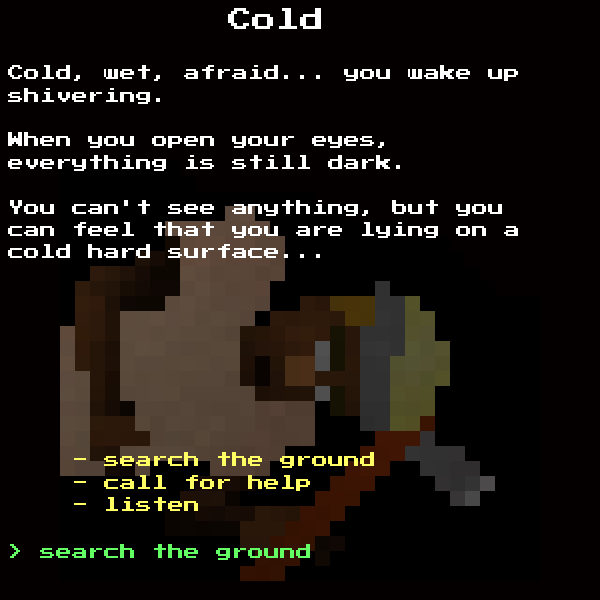 Cold
Cold, wet, afraid... you wake up
shivering.
When you open your eyes,
everything is still dark.
You can't see anything, but you
can feel that you are lying on a
cold hard surface...
- search the ground
- call for help
- listen
> search the ground